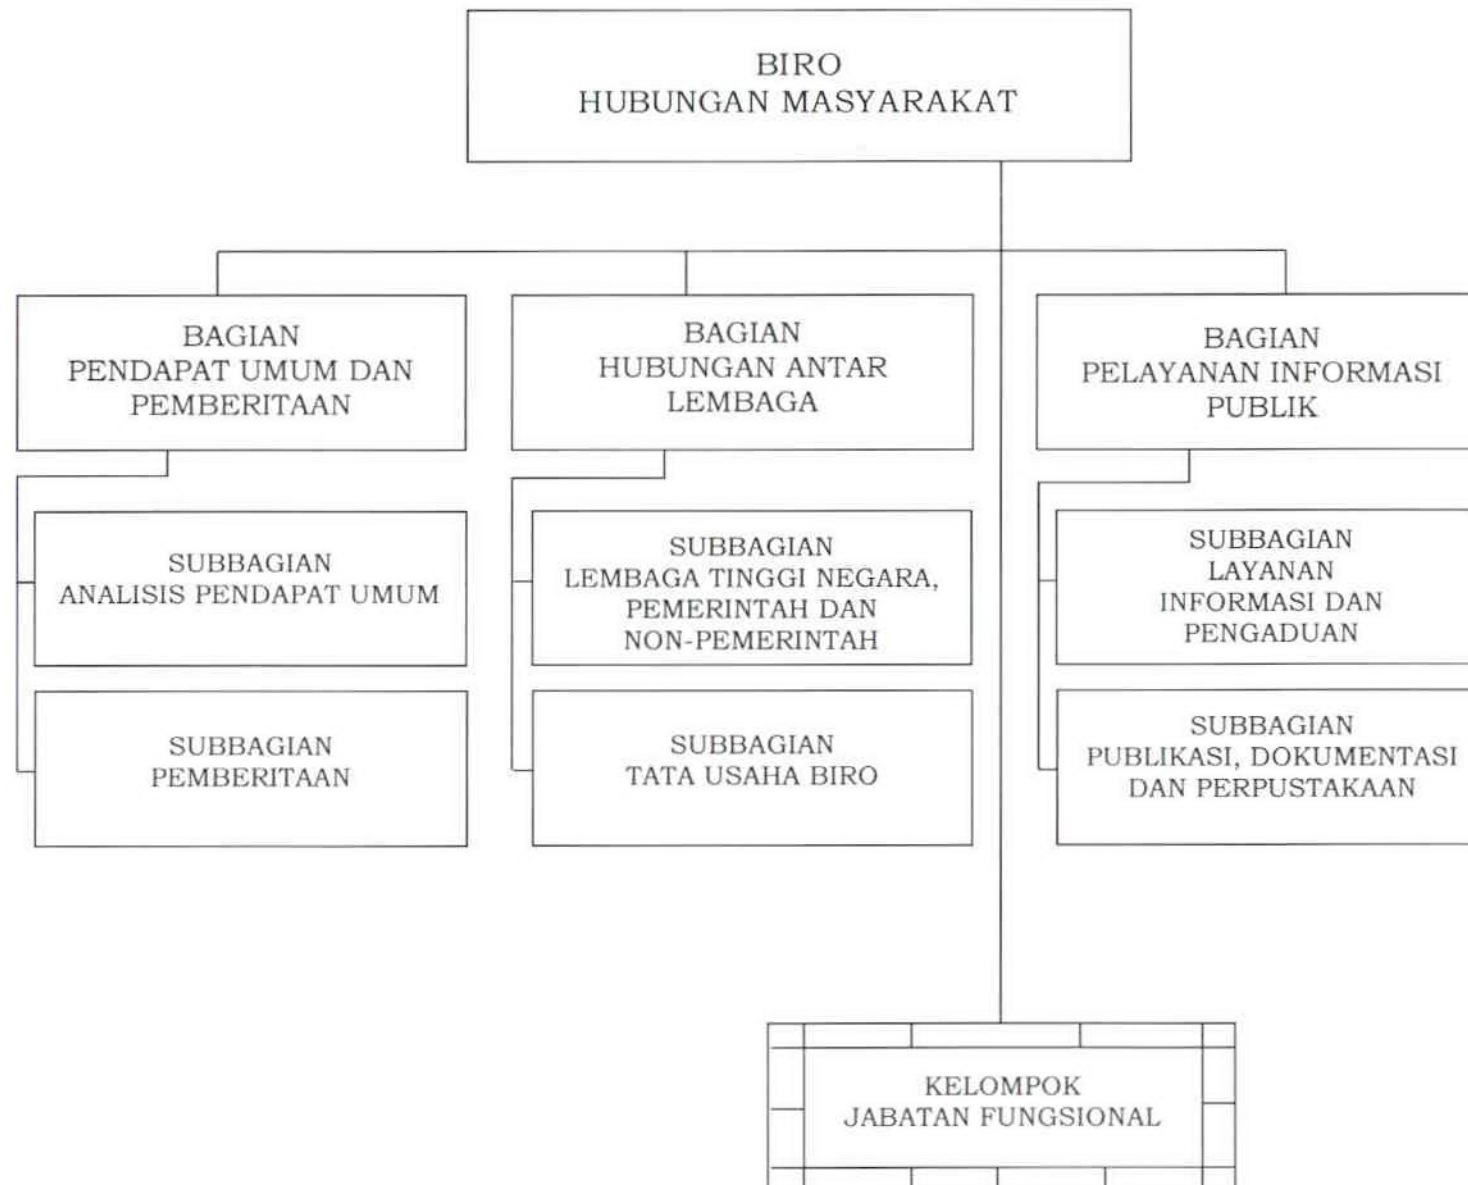 BIRO
HUBUNGAN MASYARAKAT
BAGIAN
PENDAPAT UMUM DAN
PEMBERITAAN
BAGIAN
HUBUNGAN ANTAR
LEMBAGA
BAGIAN
PELAYANAN INFORMASI
PUBLIK
SUBBAGIAN
ANALISIS PENDAPAT UMUM
SUBBAGIAN
LEMBAGA TINGGI NEGARA,
PEMERINTAH DAN
NON-PEMERINTAH
SUBBAGIAN
LAYANAN
INFORMASI DAN
PENGADUAN
SUBBAGIAN
PEMBERITAAN
SUBBAGIAN
TATA USAHA BIRO
SUBBAGIAN
PUBLIKASI, DOKUMENTASI
DAN PERPUSTAKAAN
KELOMPOK
JABATAN FUNGSIONAL